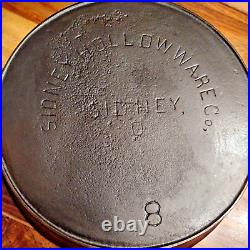 SIDNEY HOLLOWWARE Co,
SIDNEY,
O
8